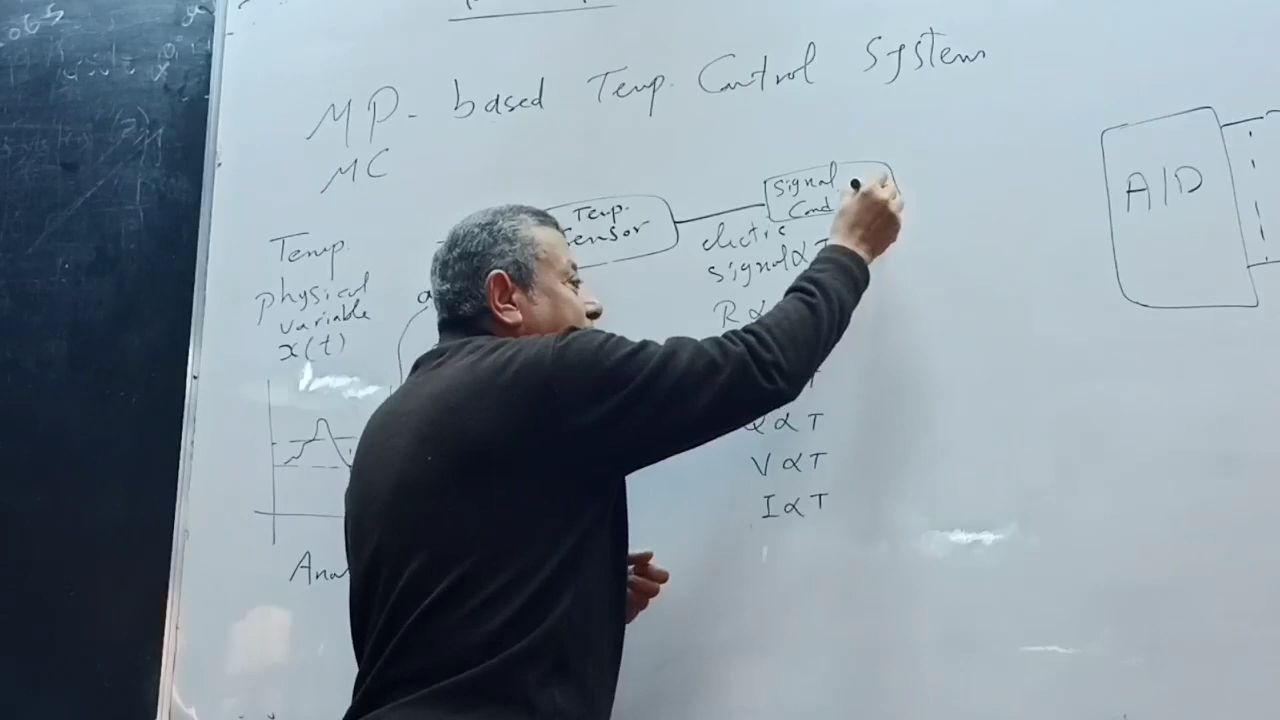 MP- based Temp. Control System
MC
Temp.
physical
variable
x(t)
Temp.
Sensor
Signal
Cond
electric
signal α T
R α
α T
V α T
I α T
A/D